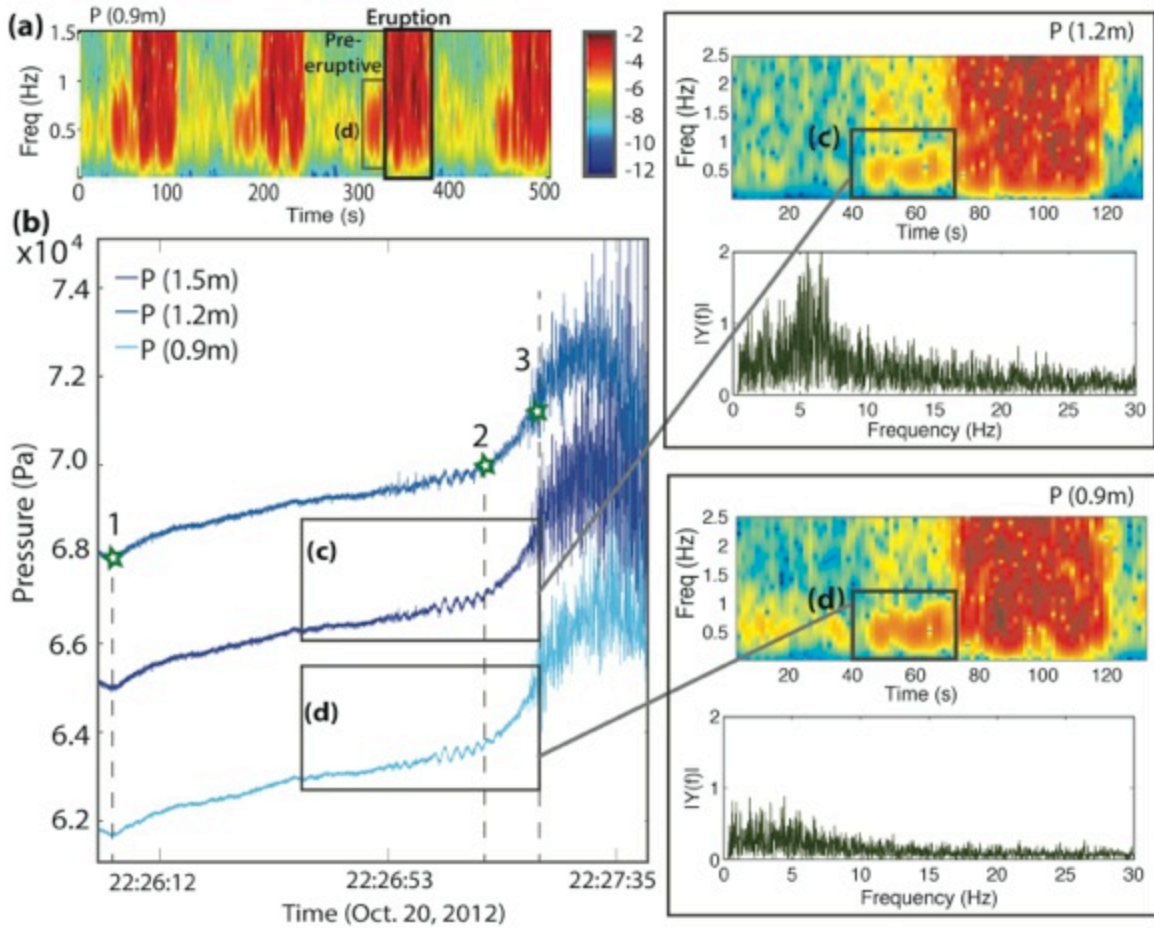 (a) P (0.9m)
Eruption
Pre-
eruptive
(d)
Freq (Hz)
1.5
1
0.5
0
0 100 200 300 400 500
Time (s)
-2
-4
-6
-8
-10
-12
(b)
x10⁴
P (1.5m)
P (1.2m)
P (0.9m)
7.4
7.2
7.0
6.8
6.6
6.4
6.2
Pressure (Pa)
1
2
3
(c)
(d)
22:26:12 22:26:53 22:27:35
Time (Oct. 20, 2012)
P (1.2m)
(c)
Freq (Hz)
2.5
2
1.5
1
0.5
0
20 40 60 80 100 120
Time (s)
|Y(f)|
2
1
0
0 5 10 15 20 25 30
Frequency (Hz)
P (0.9m)
(d)
Freq (Hz)
2.5
2
1.5
1
0.5
0
20 40 60 80 100 120
Time (s)
|Y(f)|
2
1
0
0 5 10 15 20 25 30
Frequency (Hz)